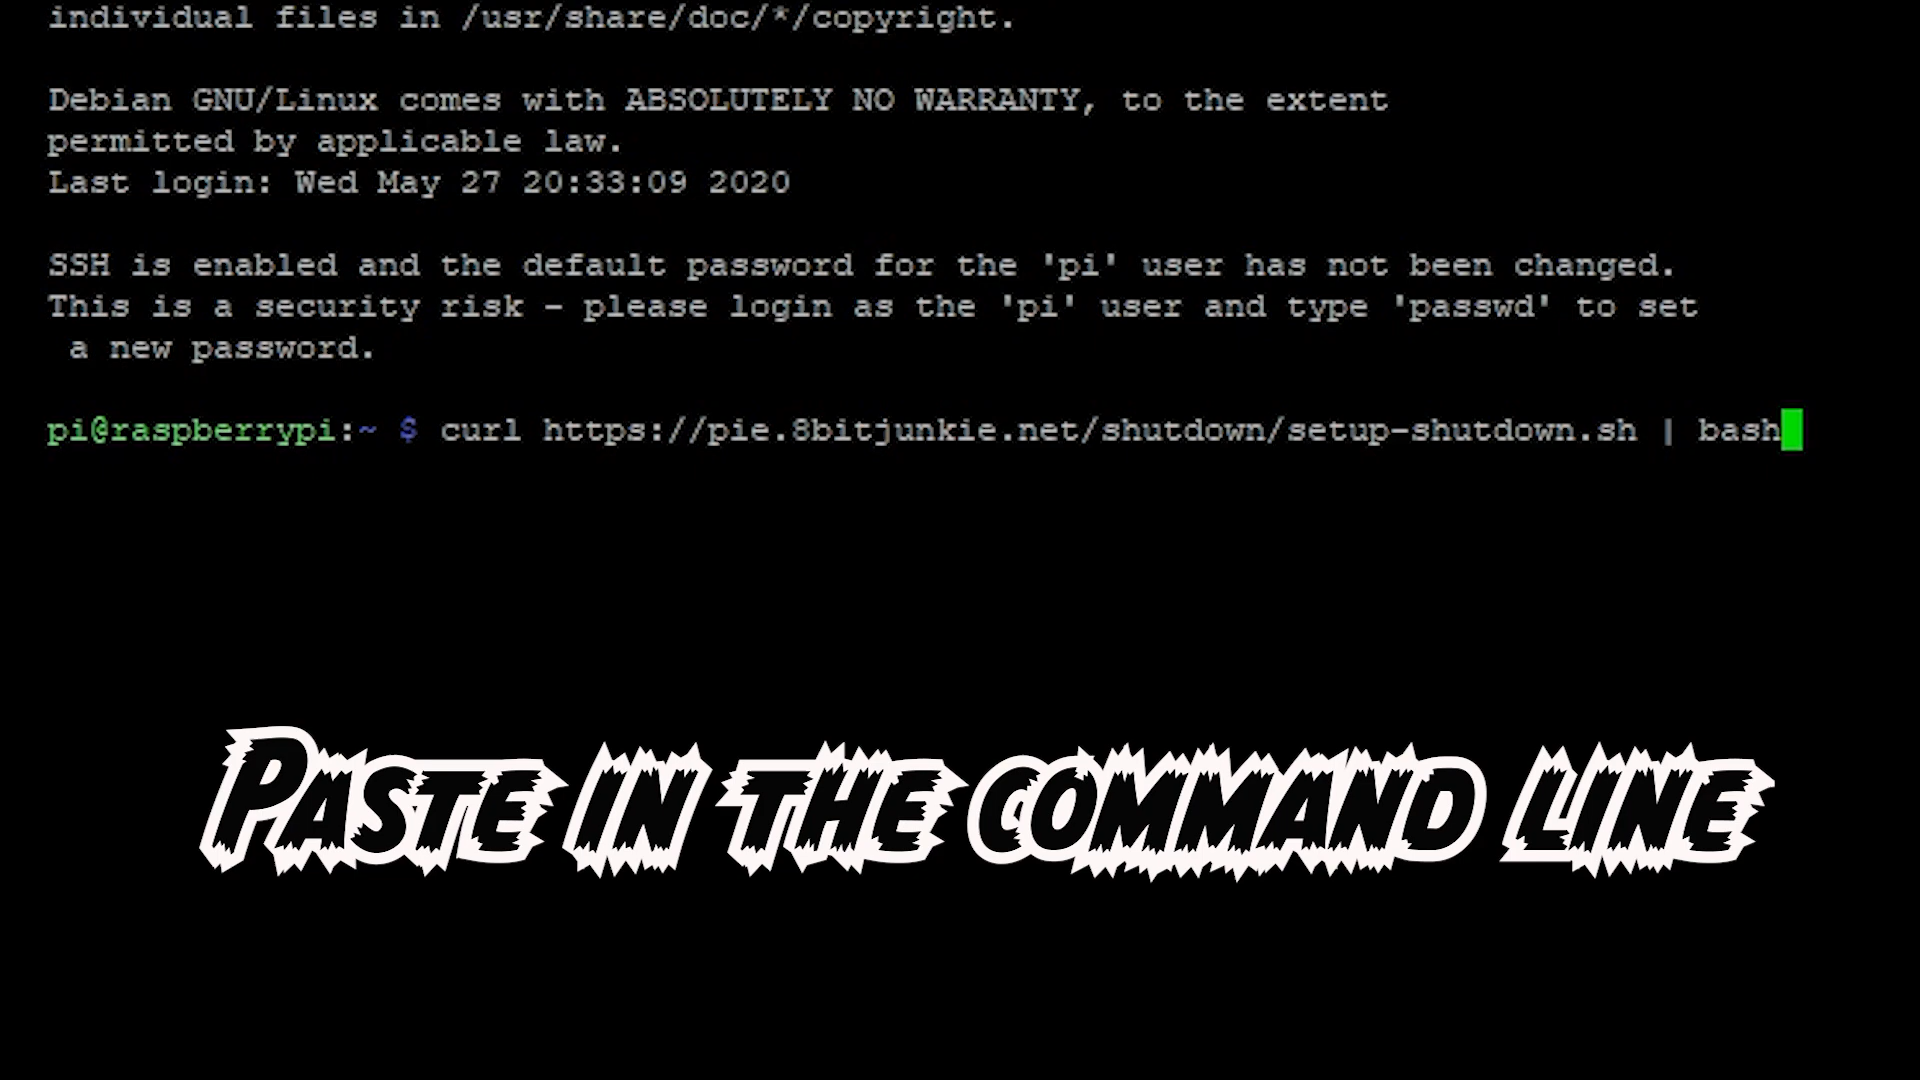 individual files in /usr/share/doc/*/copyright.
Debian GNU/Linux comes with ABSOLUTELY NO WARRANTY, to the extent
permitted by applicable law.
Last login: Wed May 27 20:33:09 2020
SSH is enabled and the default password for the 'pi' user has not been changed.
This is a security risk - please login as the 'pi' user and type 'passwd' to set
a new password.
pi@raspberrypi:~ $ curl https://pie.8bitjunkie.net/shutdown/setup-shutdown.sh | bash
Paste in the command line